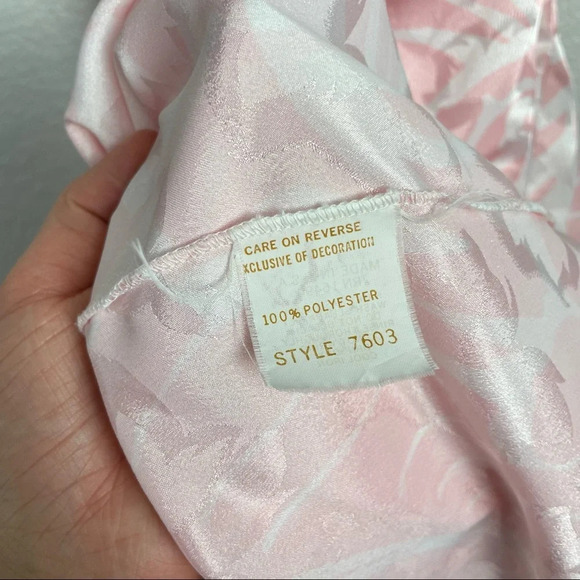 CARE ON REVERSE
XCLUSIVE OF DECORATION
100% POLYESTER
STYLE 7603